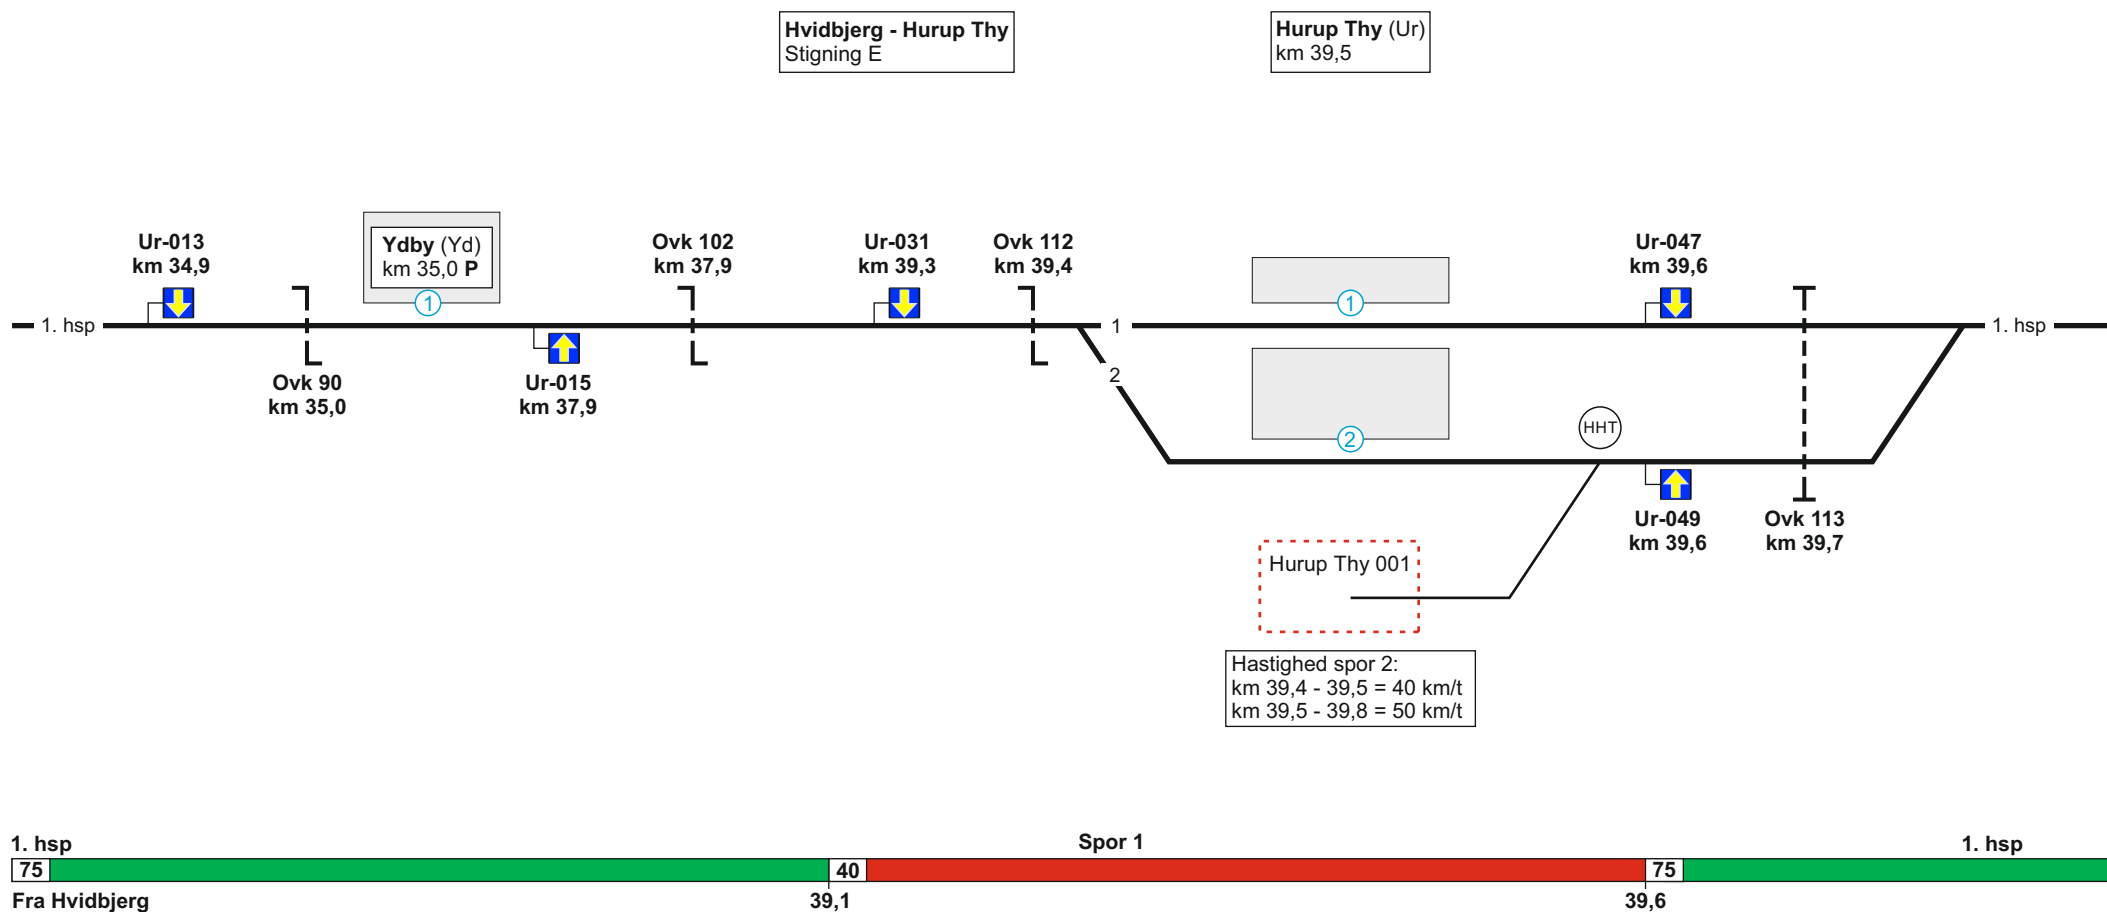 Hvidbjerg - Hurup Thy
Stigning E
Hurup Thy (Ur)
km 39,5
Ur-013
km 34,9
Ydby (Yd)
km 35,0 P
1
Ovk 102
km 37,9
Ur-031
km 39,3
Ovk 112
km 39,4
1
Ur-047
km 39,6
1. hsp
1
1. hsp
Ovk 90
km 35,0
Ur-015
km 37,9
2
2
HHT
Ur-049
km 39,6
Ovk 113
km 39,7
Hurup Thy 001
Hastighed spor 2:
km 39,4 - 39,5 = 40 km/t
km 39,5 - 39,8 = 50 km/t
1. hsp
Spor 1
1. hsp
75
40
75
Fra Hvidbjerg
39,1
39,6